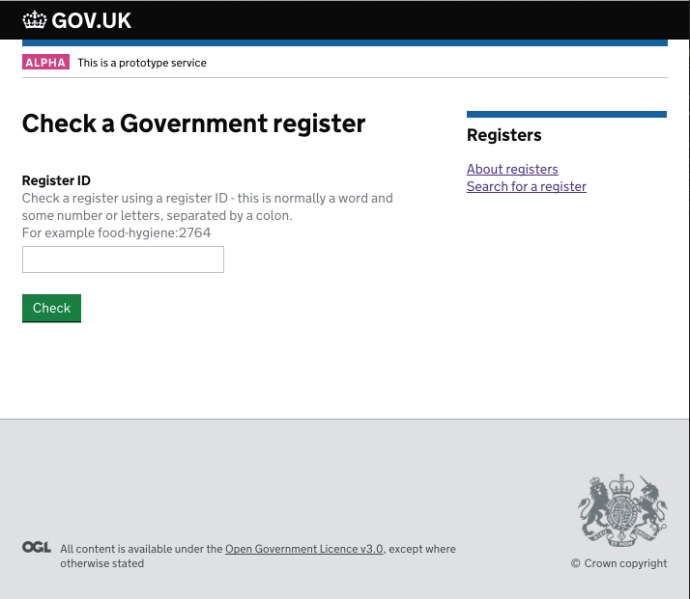 GOV.UK
ALPHA This is a prototype service
Check a Government register
Register ID
Check a register using a register ID - this is normally a word and
some number or letters, separated by a colon.
For example food-hygiene:2764
Check
Registers
About registers
Search for a register
OGL All content is available under the Open Government Licence v3.0, except where
otherwise stated
© Crown copyright